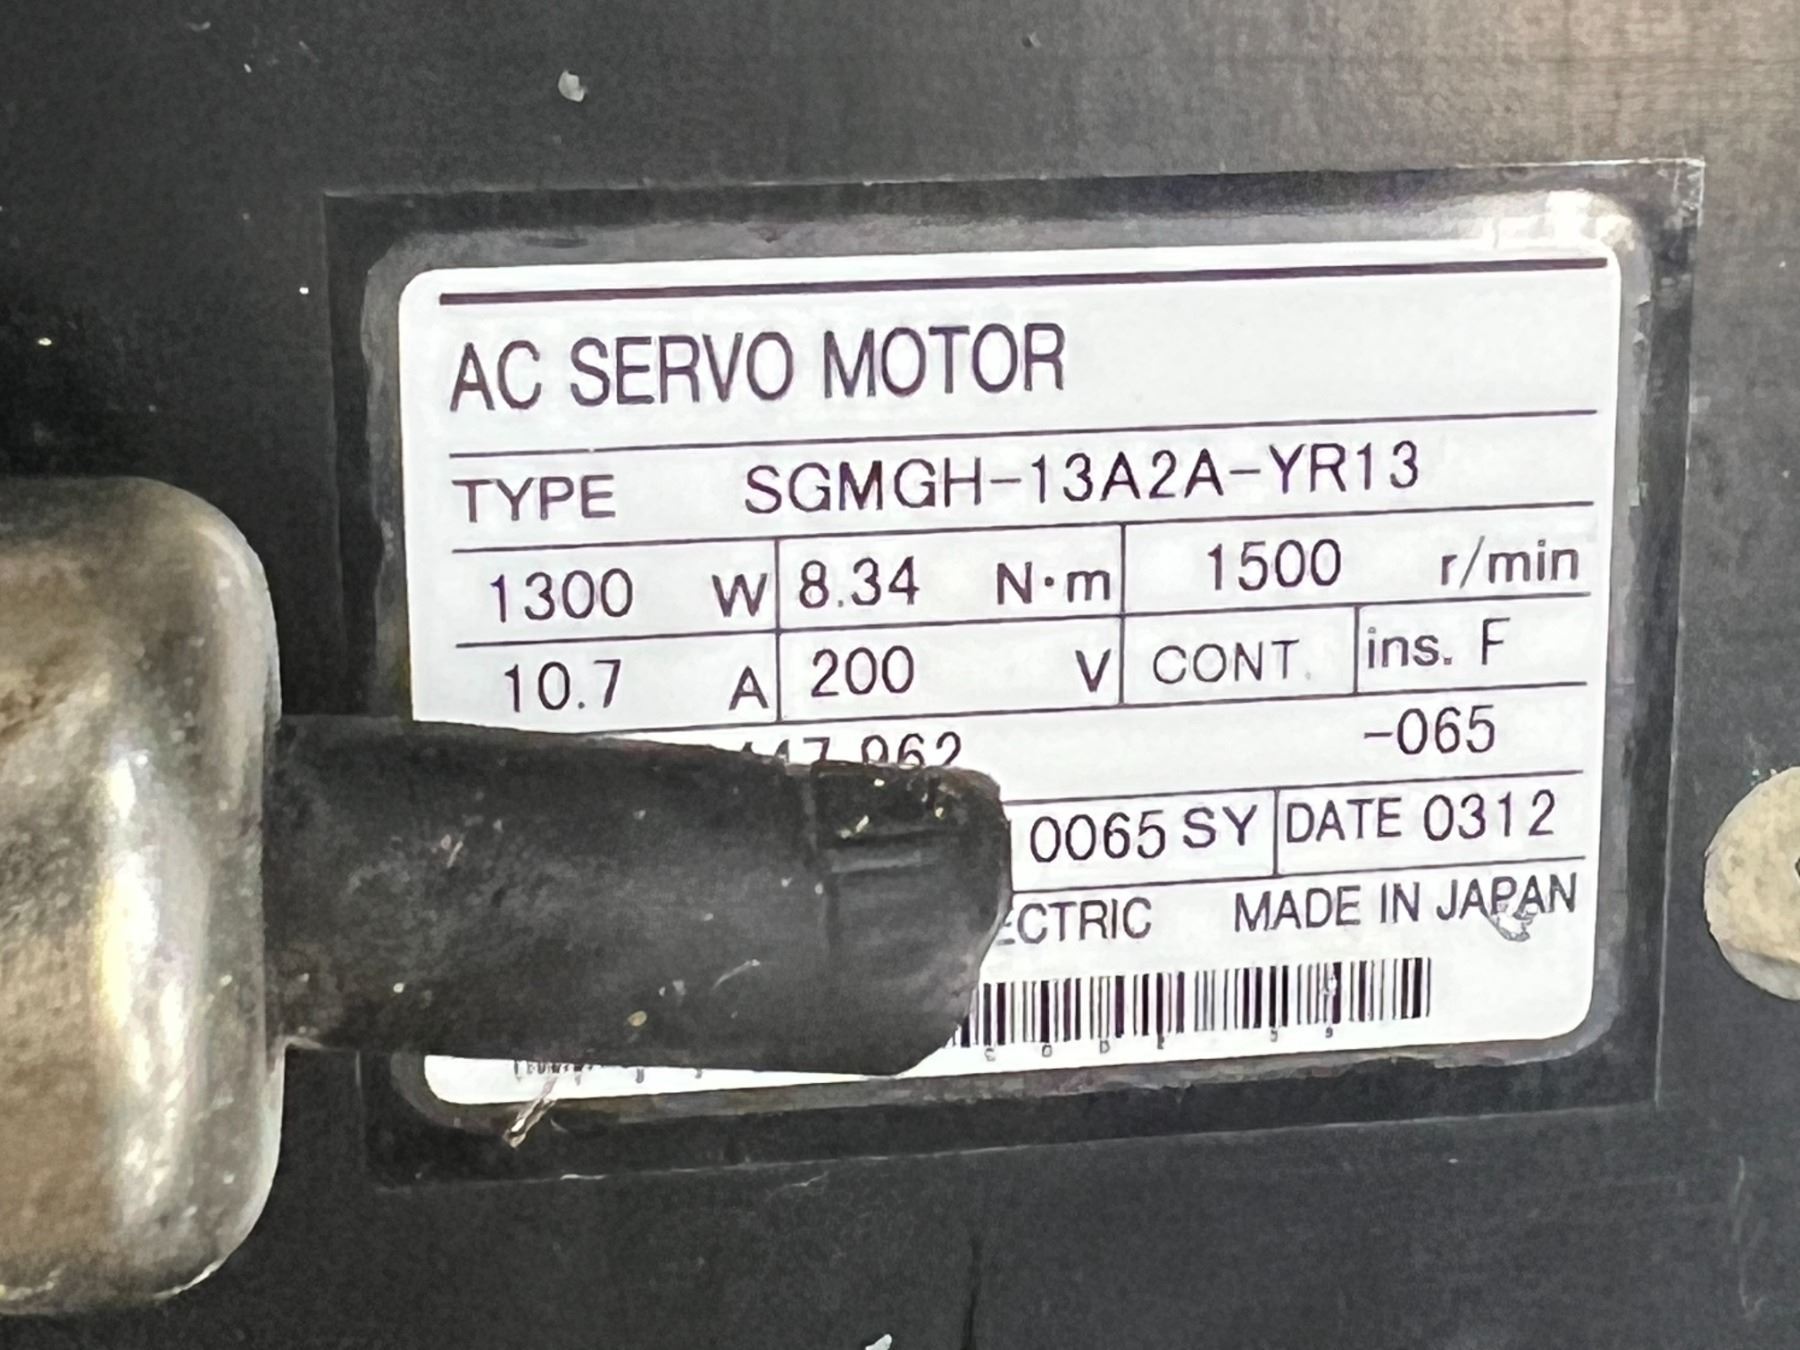 AC SERVO MOTOR
TYPE SGMGH-13A2A-YR13
1300 W 8.34 N·m 1500 r/min
10.7 A 200 V CONT. ins. F
-065
0065 SY DATE 0312
MADE IN JAPAN